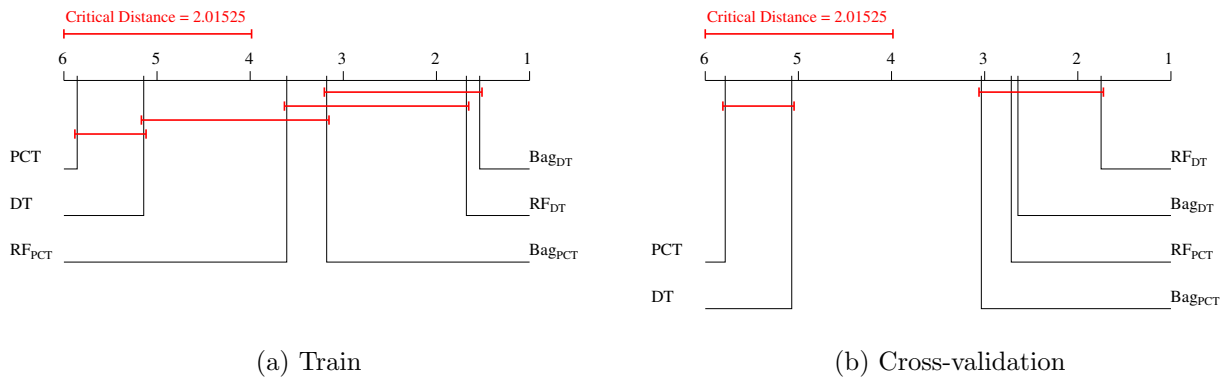 Critical Distance = 2.01525
6 5 4 3 2 1
PCT
DT
RF_PCT
Bag_DT
RF_DT
Bag_PCT
(a) Train
Critical Distance = 2.01525
6 5 4 3 2 1
PCT
DT
RF_DT
Bag_DT
RF_PCT
Bag_PCT
(b) Cross-validation